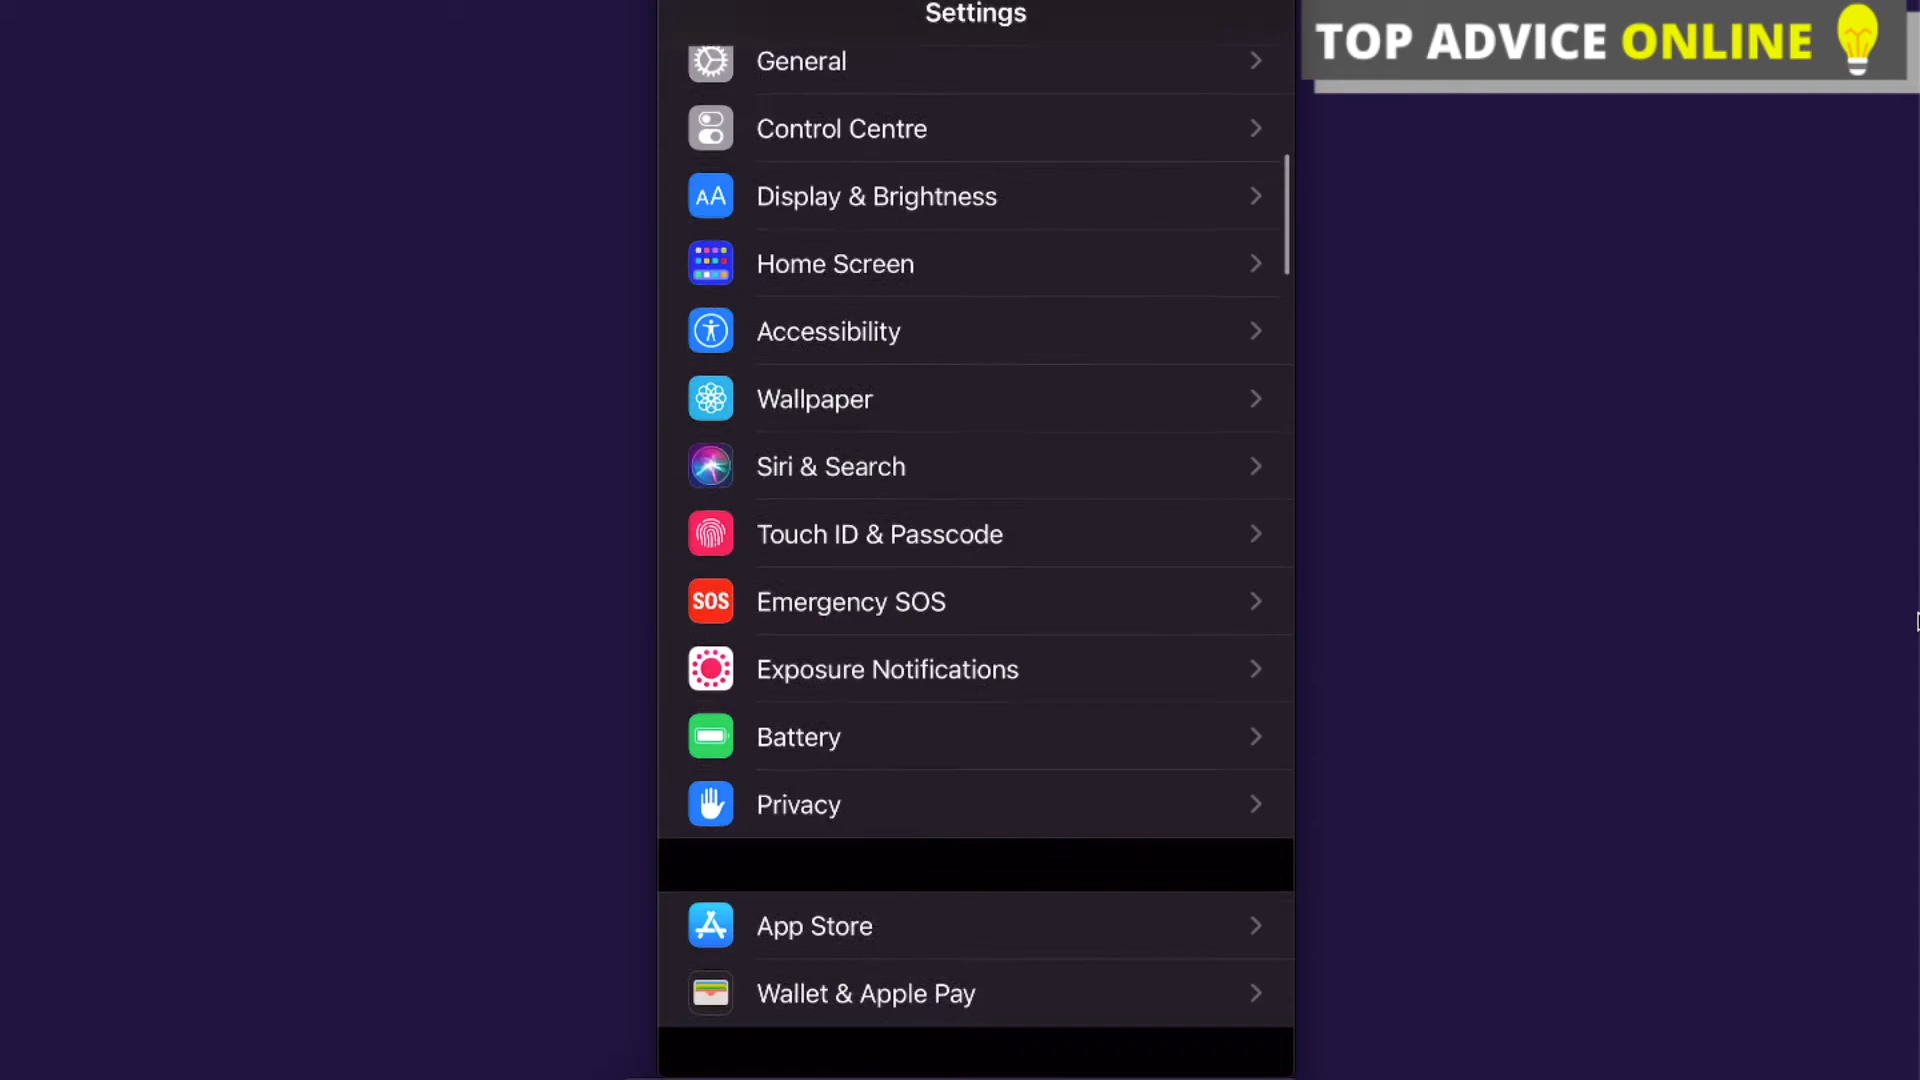 Settings
TOP ADVICE ONLINE
General
Control Centre
AA Display & Brightness
Home Screen
Accessibility
Wallpaper
Siri & Search
Touch ID & Passcode
SOS Emergency SOS
Exposure Notifications
Battery
Privacy
App Store
Wallet & Apple Pay